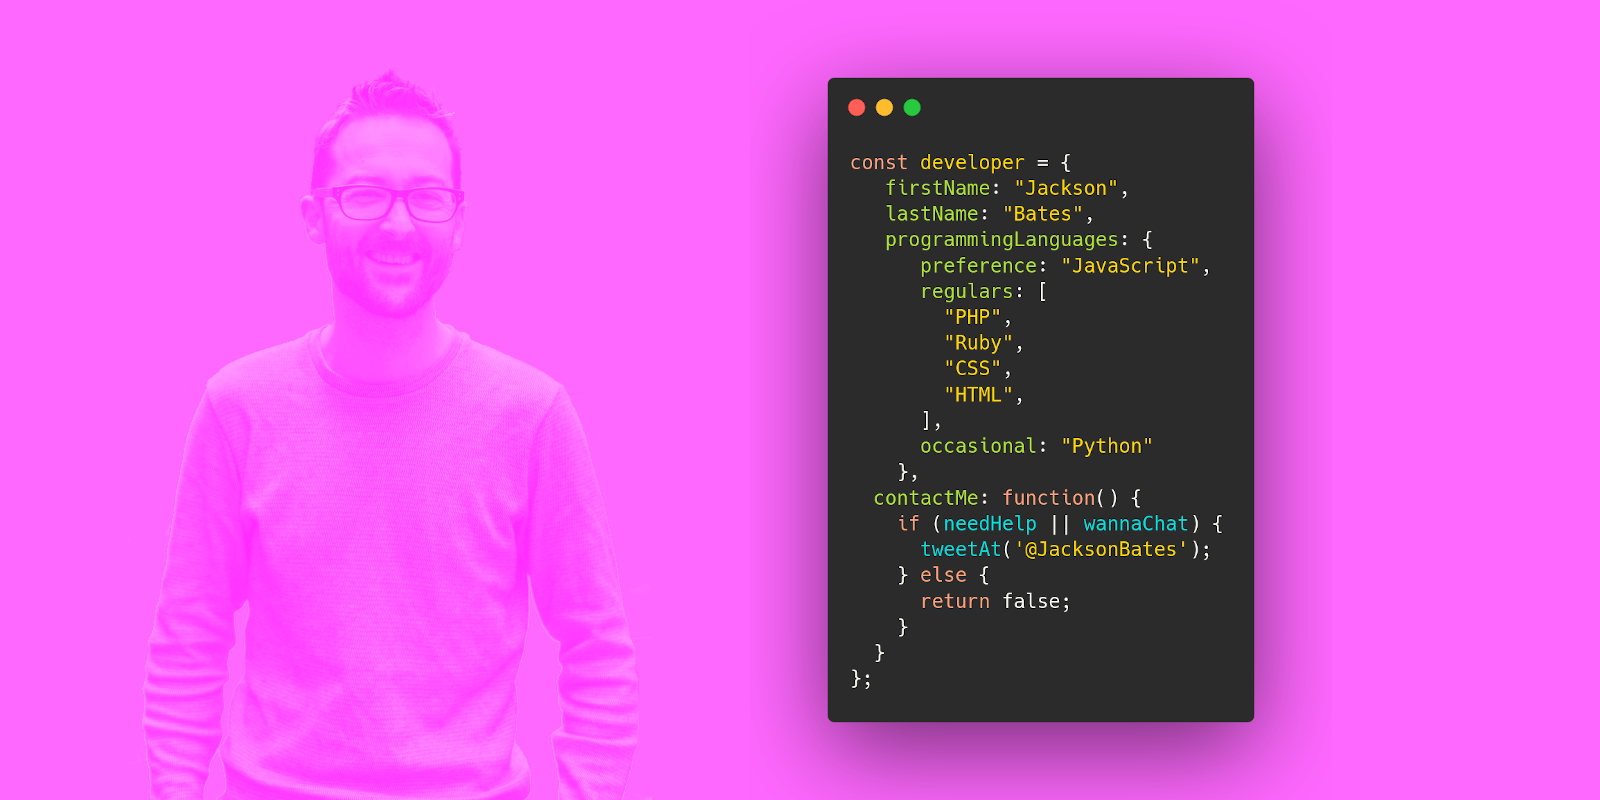 const developer = {
   firstName: "Jackson",
   lastName: "Bates",
   programmingLanguages: {
      preference: "JavaScript",
      regulars: [
        "PHP",
        "Ruby",
        "CSS",
        "HTML",
      ],
      occasional: "Python"
    },
  contactMe: function() {
    if (needHelp || wannaChat) {
      tweetAt('@JacksonBates');
    } else {
      return false;
    }
  }
};